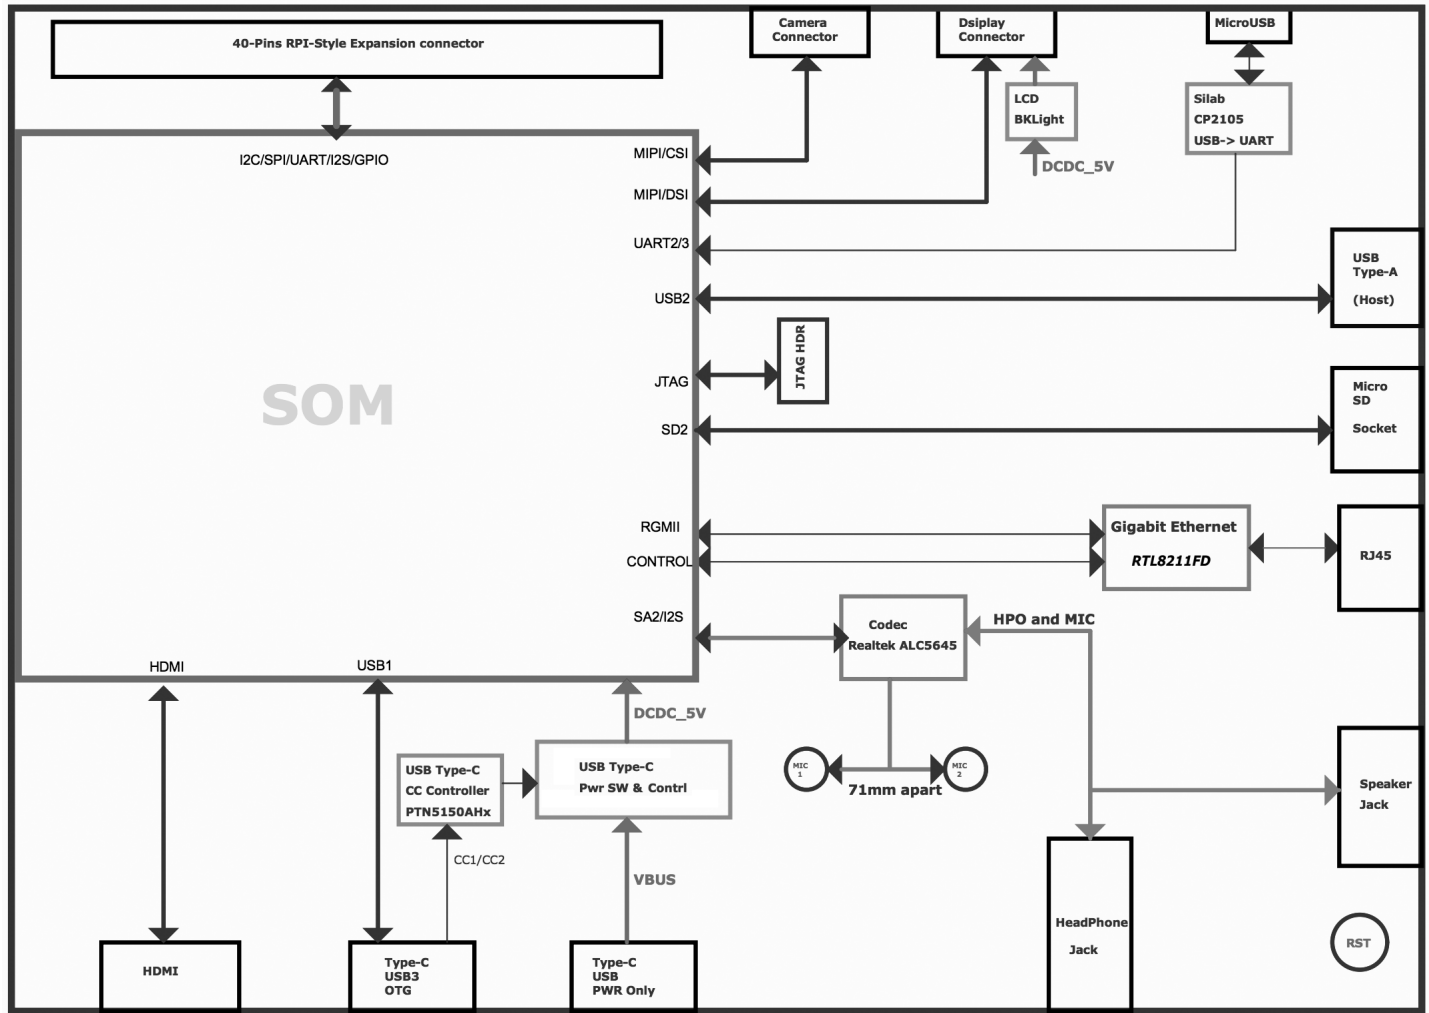 40-Pins RPI-Style Expansion connector
Camera
Connector
Dsiplay
Connector
MicroUSB
LCD
BKLight
DCDC_5V
Silab
CP2105
USB-> UART
I2C/SPI/UART/I2S/GPIO
MIPI/CSI
MIPI/DSI
UART2/3
USB2
USB
Type-A
(Host)
JTAG HDR
JTAG
SOM
SD2
Micro
SD
Socket
RGMII
CONTROL
Gigabit Ethernet
RTL8211FD
RJ45
SA2/I2S
Codec
Realtek ALC5645
HPO and MIC
HDMI
USB1
DCDC_5V
USB Type-C
CC Controller
PTN5150AHx
USB Type-C
Pwr SW & Contrl
MIC
1
MIC
2
71mm apart
Speaker
Jack
CC1/CC2
VBUS
HeadPhone
Jack
RST
HDMI
Type-C
USB3
OTG
Type-C
USB
PWR Only